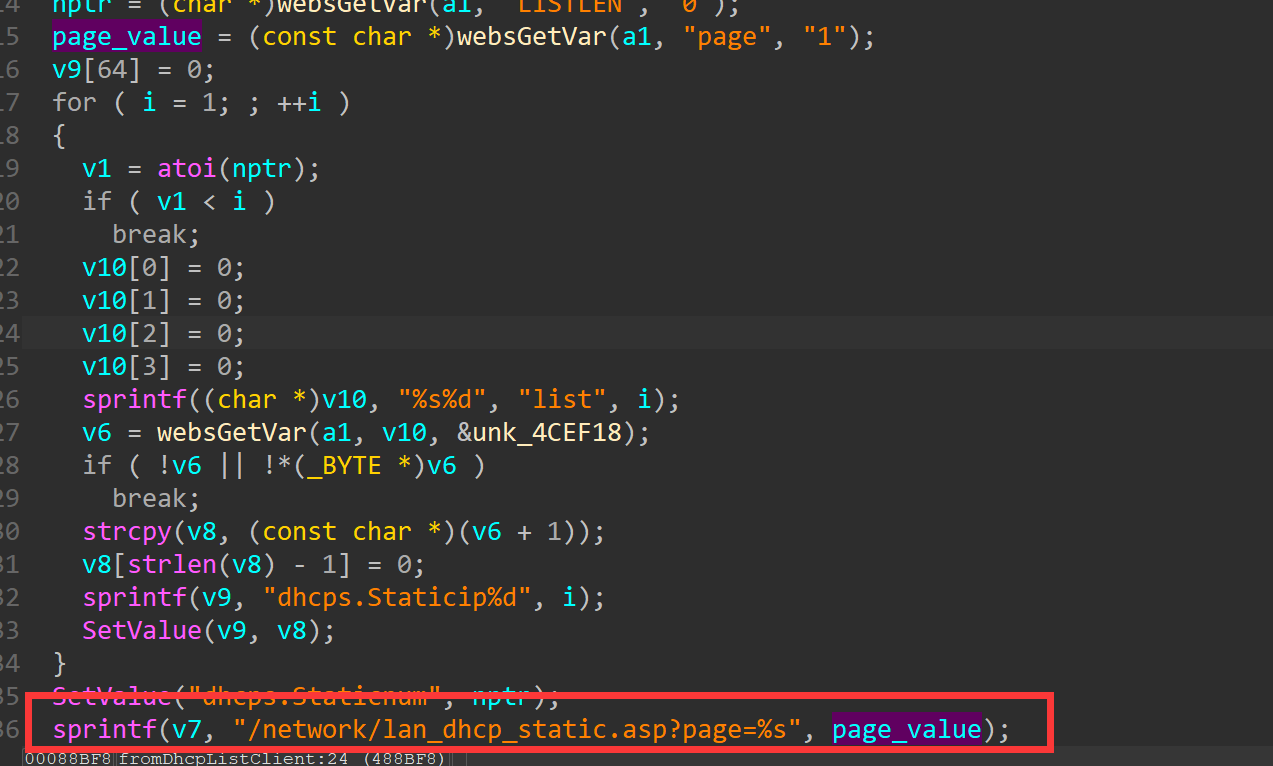 14 nptr = (char *)websGetVar(a1, "LISTLEN", "0");
15 page_value = (const char *)websGetVar(a1, "page", "1");
16 v9[64] = 0;
17 for ( i = 1; ; ++i )
18 {
19 v1 = atoi(nptr);
20 if ( v1 < i )
21 break;
22 v10[0] = 0;
23 v10[1] = 0;
24 v10[2] = 0;
25 v10[3] = 0;
26 sprintf((char *)v10, "%s%d", "list", i);
27 v6 = websGetVar(a1, v10, &unk_4CEF18);
28 if ( !v6 || !*(_BYTE *)v6 )
29 break;
30 strcpy(v8, (const char *)(v6 + 1));
31 v8[strlen(v8) - 1] = 0;
32 sprintf(v9, "dhcps.Staticip%d", i);
33 SetValue(v9, v8);
34 }
35 SetValue("dhcps.Staticnum", nptr);
36 sprintf(v7, "/network/lan_dhcp_static.asp?page=%s", page_value);
00088BF8 fromDhcpListClient:24 (488BF8)